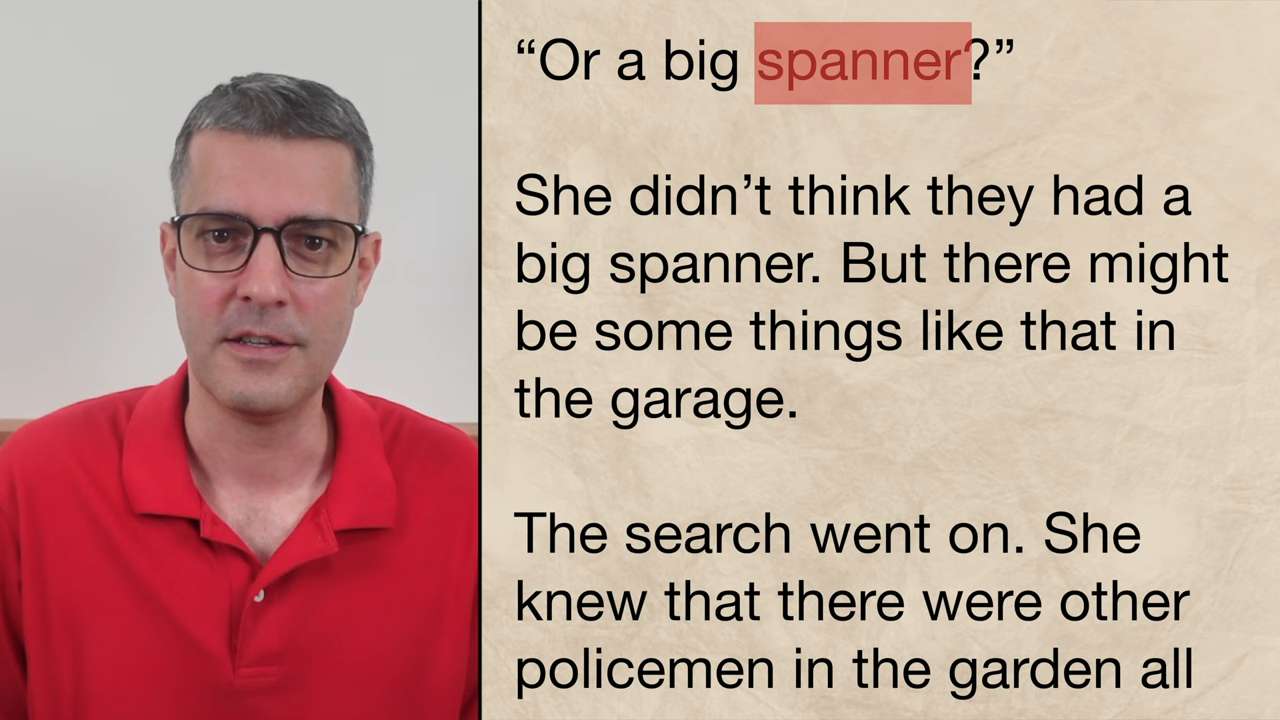 “Or a big spanner?”
She didn’t think they had a
big spanner. But there might
be some things like that in
the garage.
The search went on. She
knew that there were other
policemen in the garden all